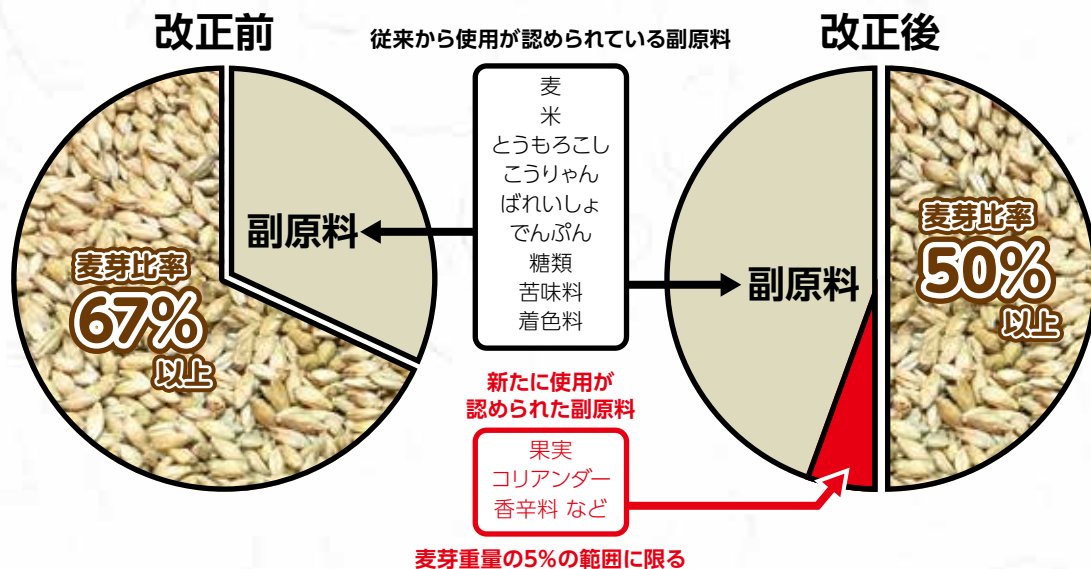 改正前
従来から使用が認められている副原料
改正後
麦
米
とうもろこし
こうりゃん
ばれいしょ
でんぷん
糖類
苦味料
着色料
副原料
麦芽比率
67%
以上
副原料
麦芽比率
50%
以上
新たに使用が
認められた副原料
果実
コリアンダー
香辛料 など
麦芽重量の5%の範囲に限る